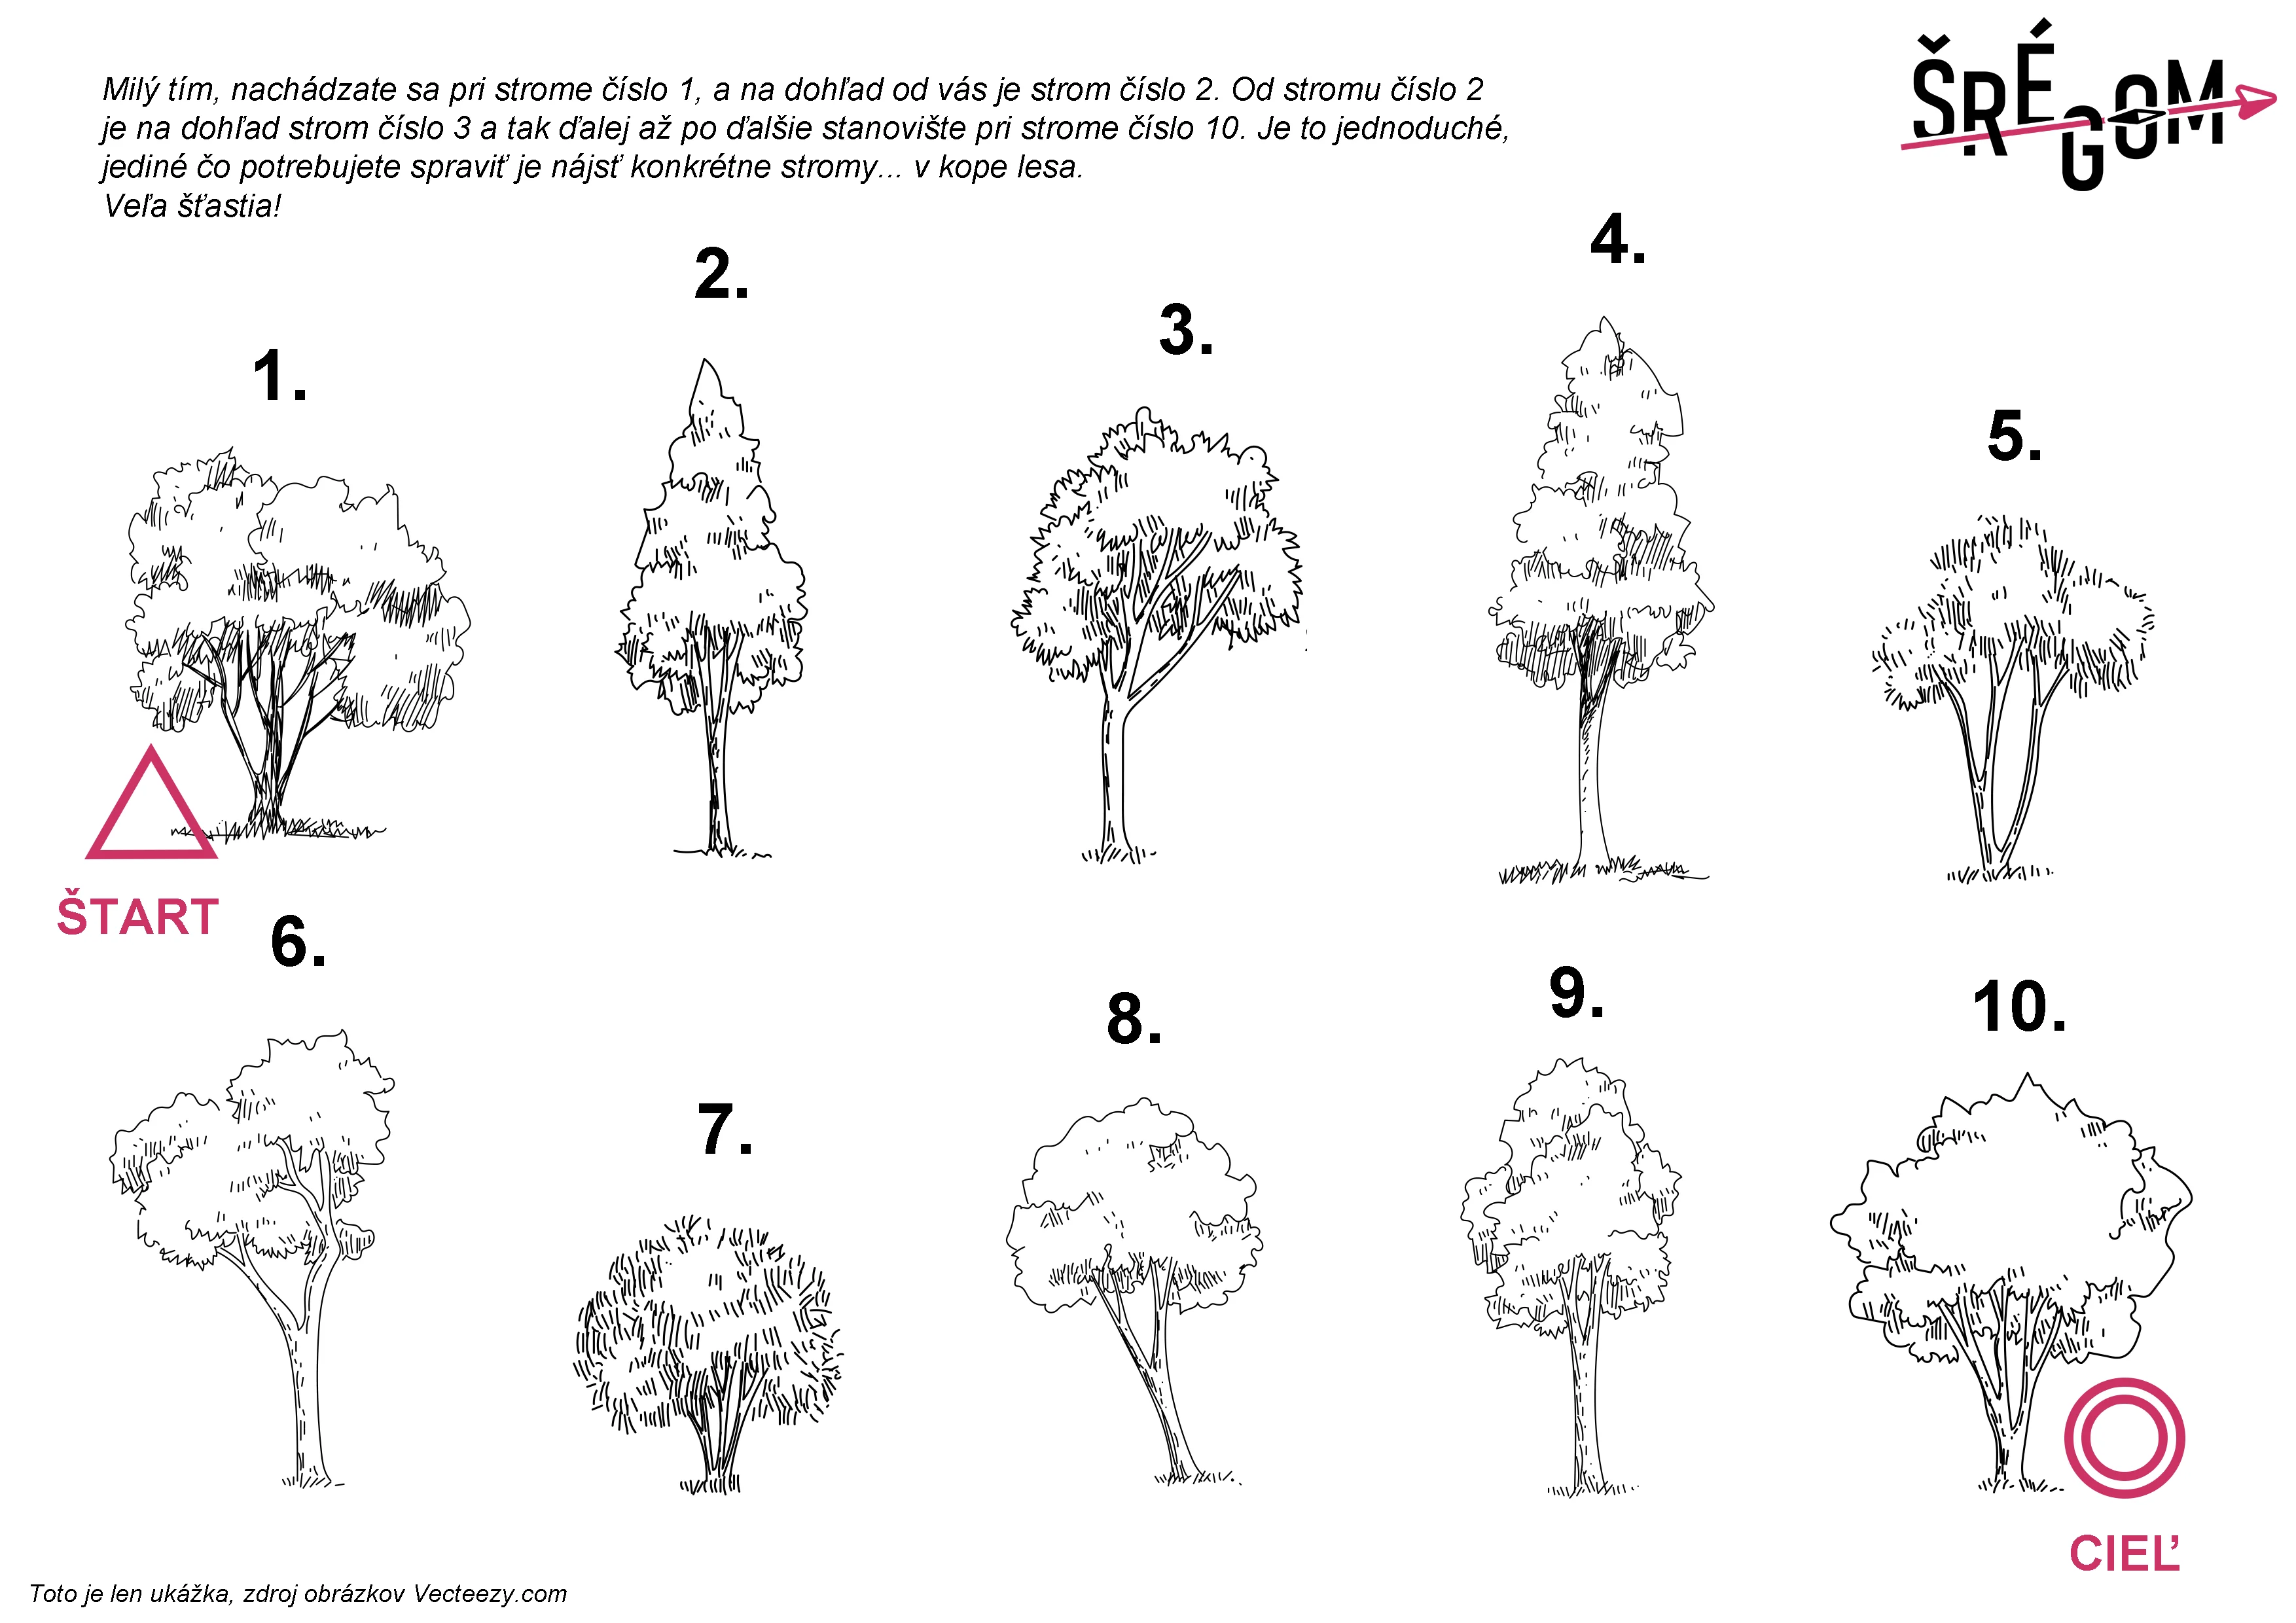 Milý tím, nachádzate sa pri strome číslo 1, a na dohľad od vás je strom číslo 2. Od stromu číslo 2
je na dohľad strom číslo 3 a tak ďalej až po ďalšie stanovište pri strome číslo 10. Je to jednoduché,
jediné čo potrebujete spraviť je nájsť konkrétne stromy... v kope lesa.
Veľa šťastia!
ŠRÉGOM
1.
2.
3.
4.
5.
ŠTART
6.
7.
8.
9.
10.
CIEĽ
Toto je len ukážka, zdroj obrázkov Vecteezy.com